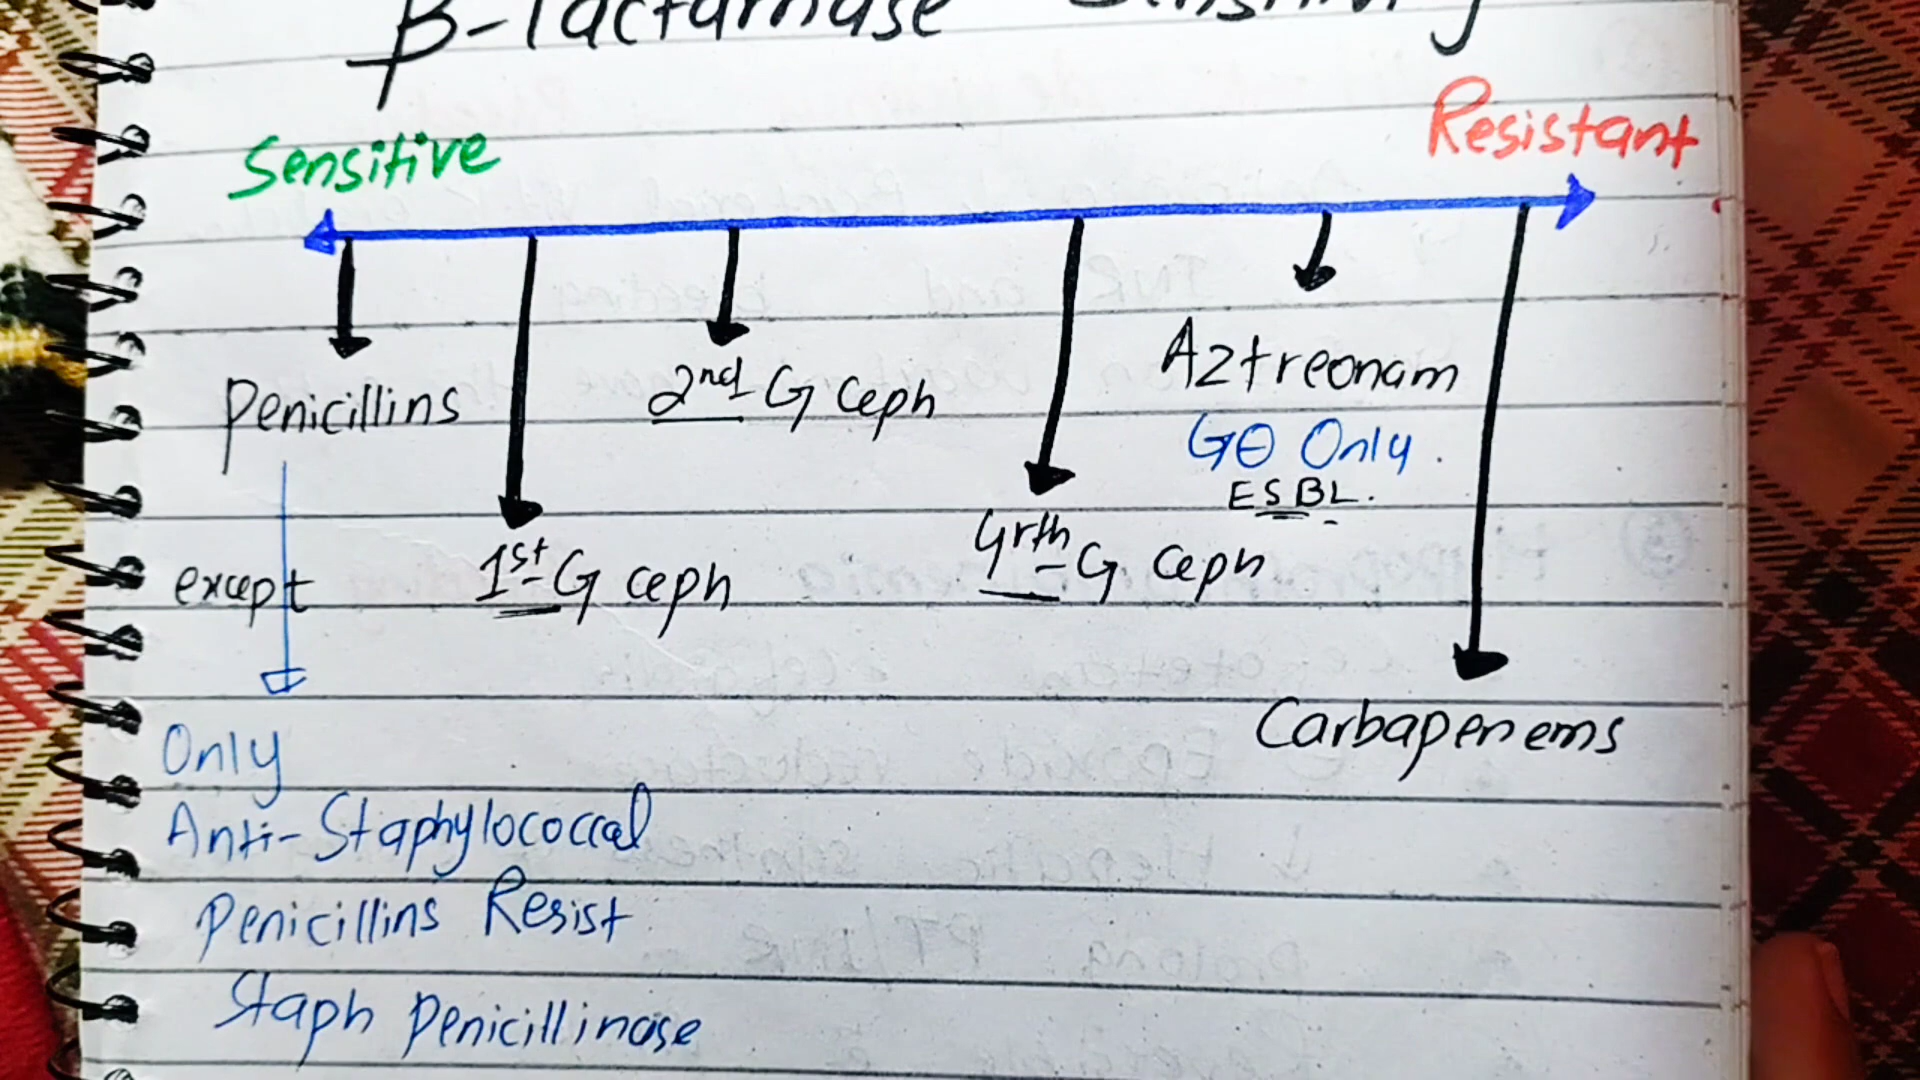 β-lactamase Sensitivity
Sensitive
Resistant
Penicillins
1st G ceph
2nd G ceph
4rth G ceph
Aztreonam
G⊖ Only.
ESBL.
Carbapenems
except
Only
Anti-Staphylococcal
Penicillins Resist
Staph Penicillinase